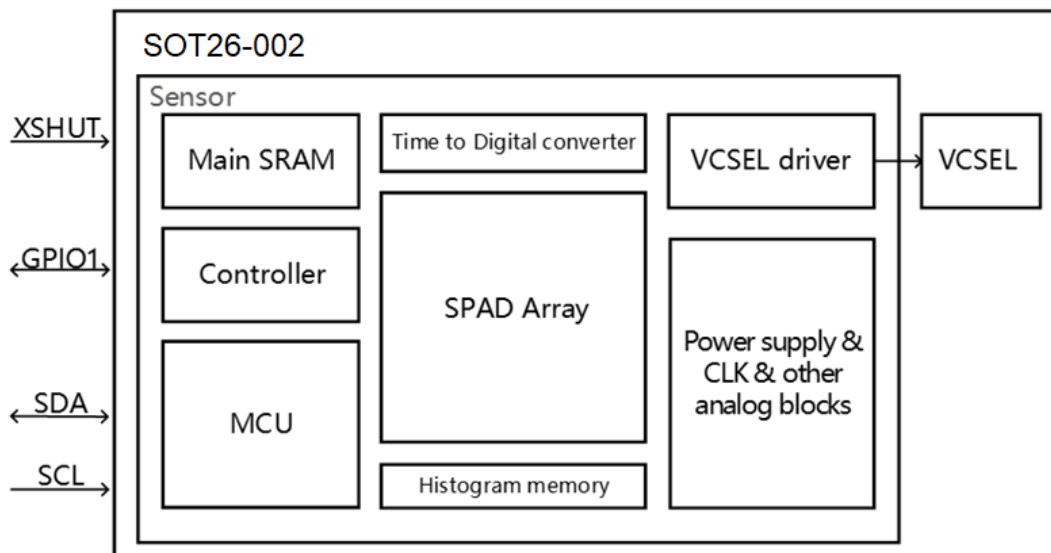 SOT26-002
Sensor
XSHUT
GPIO1
SDA
SCL
Main SRAM
Controller
MCU
Time to Digital converter
SPAD Array
Histogram memory
VCSEL driver
Power supply &
CLK & other
analog blocks
VCSEL